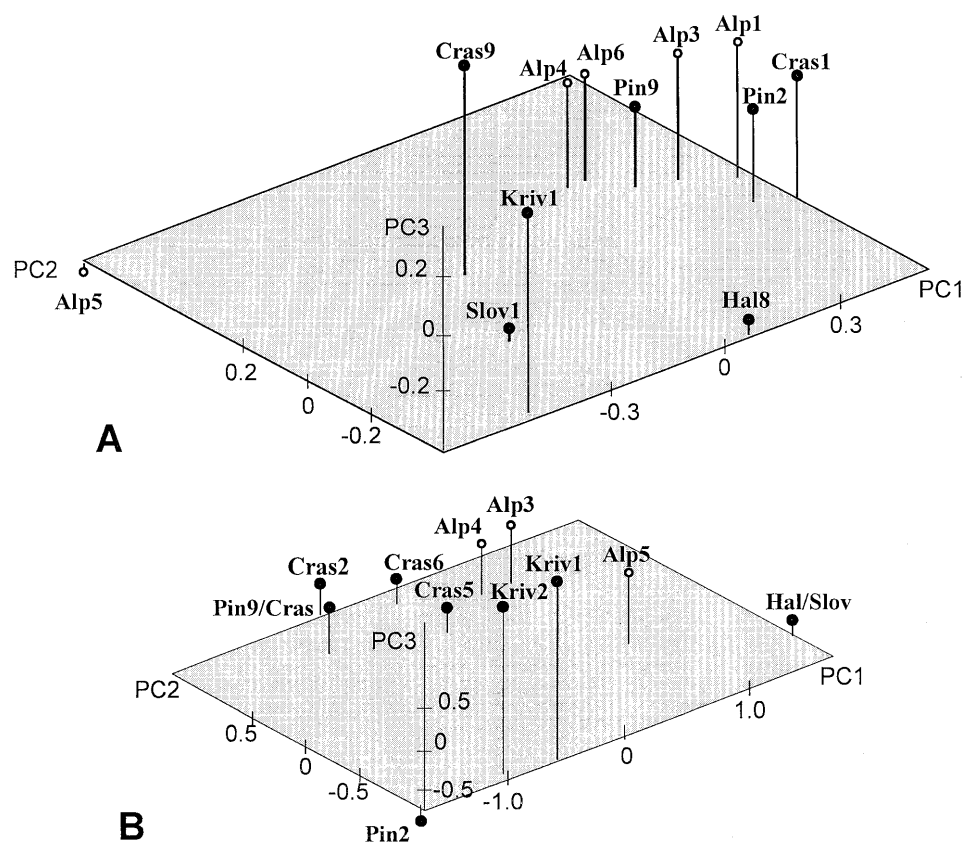 Alp1
Alp3
Cras9
Alp6
Alp4
Cras1
Pin9
Pin2
Kriv1
PC3
PC2
0.2
PC1
Alp5
Hal8
Slov1
0.3
0
0
0.2
-0.2
0
-0.3
-0.2
A
Alp3
Alp4
Alp5
Kriv1
Cras6
Cras2
Cras5
Kriv2
Hal/Slov
Pin9/Cras
PC3
PC1
PC2
0.5
1.0
0.5
0
0
0
-0.5
-0.5
-1.0
B
Pin2